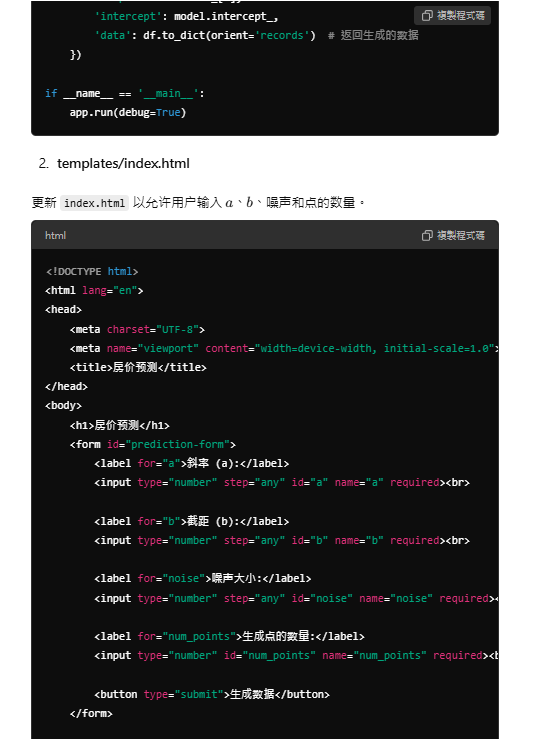 'intercept': model.intercept_,
複製程式碼
'data': df.to_dict(orient='records')  # 返回生成的数据
})
if __name__ == '__main__':
app.run(debug=True)
2. templates/index.html
更新 index.html 以允许用户输入 a、b、噪声和点的数量。
html
複製程式碼
<!DOCTYPE html>
<html lang="en">
<head>
<meta charset="UTF-8">
<meta name="viewport" content="width=device-width, initial-scale=1.0">
<title>房价预测</title>
</head>
<body>
<h1>房价预测</h1>
<form id="prediction-form">
<label for="a">斜率 (a):</label>
<input type="number" step="any" id="a" name="a" required><br>
<label for="b">截距 (b):</label>
<input type="number" step="any" id="b" name="b" required><br>
<label for="noise">噪声大小:</label>
<input type="number" step="any" id="noise" name="noise" required><
<label for="num_points">生成点的数量:</label>
<input type="number" id="num_points" name="num_points" required><b
<button type="submit">生成数据</button>
</form>